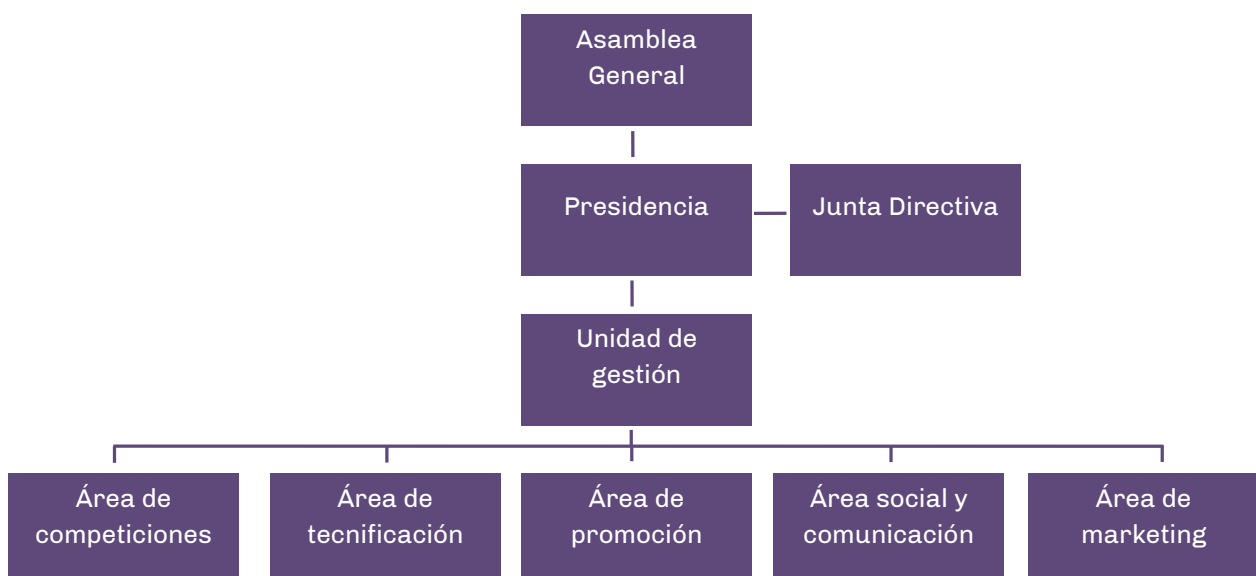 Asamblea
General
Presidencia
Junta Directiva
Unidad de
gestión
Área de
competiciones
Área de
tecnificación
Área de
promoción
Área social y
comunicación
Área de
marketing